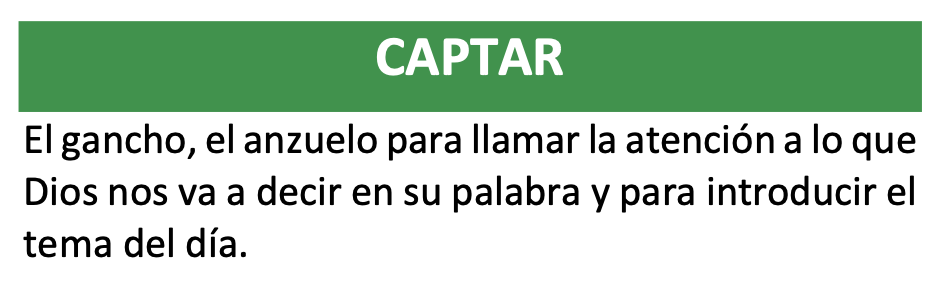 CAPTAR
El gancho, el anzuelo para llamar la atención a lo que
Dios nos va a decir en su palabra y para introducir el
tema del día.